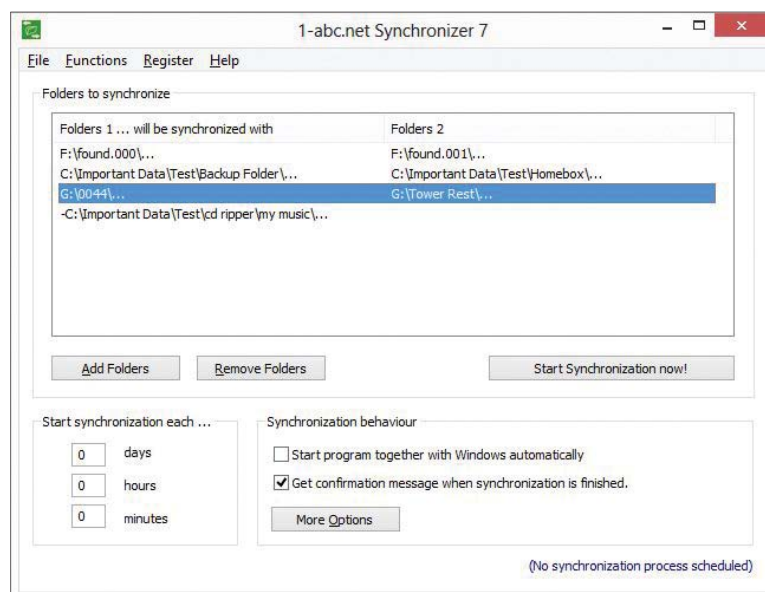 1-abc.net Synchronizer 7
File Functions Register Help
Folders to synchronize
Folders 1 ... will be synchronized with Folders 2
F:\found.000\... F:\found.001\...
C:\Important Data\Test\Backup Folder\... C:\Important Data\Test\Homebox\...
G:\0044\... G:\Tower Rest\...
-C:\Important Data\Test\cd ripper\my music\...
Add Folders Remove Folders Start Synchronization now!
Start synchronization each ...
0 days
0 hours
0 minutes
Synchronization behaviour
Start program together with Windows automatically
Get confirmation message when synchronization is finished.
More Options
(No synchronization process scheduled)